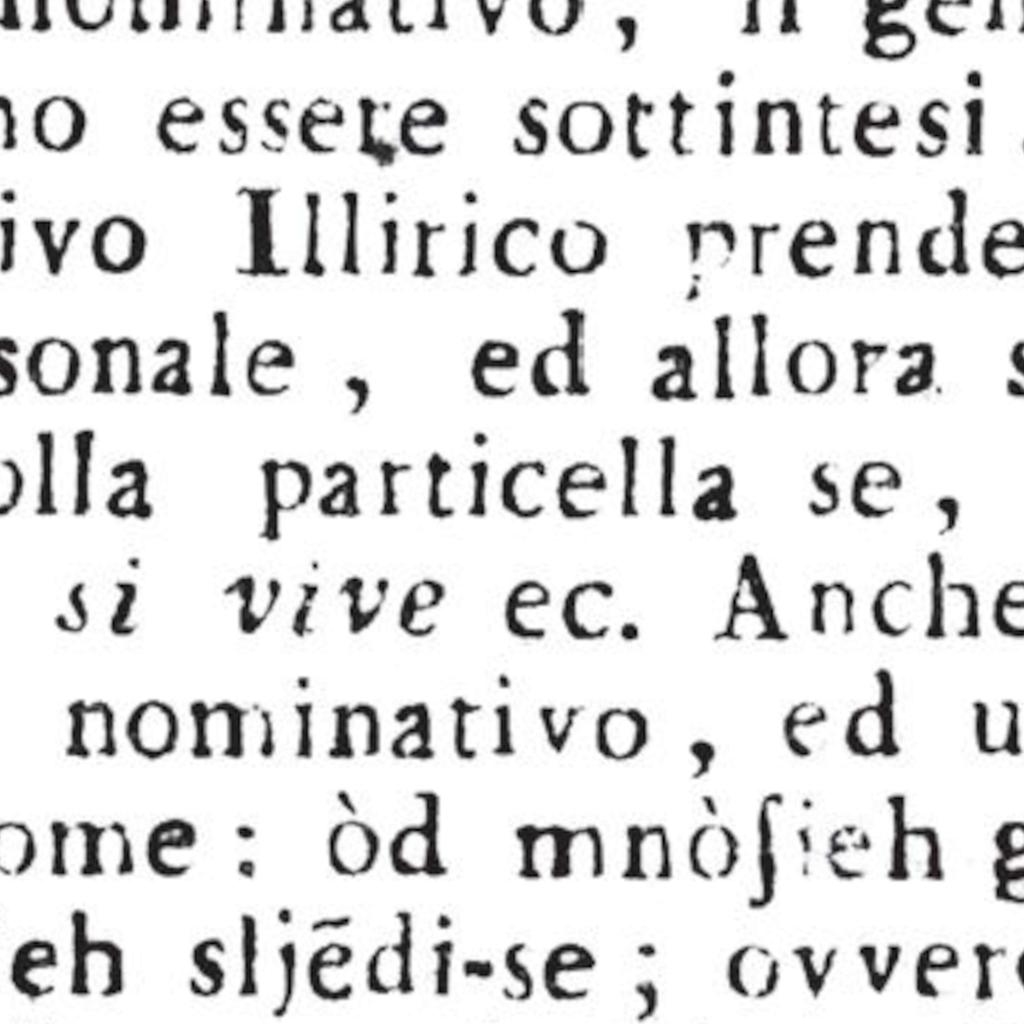 nominativo, il gen
no essere sottintesi.
ivo Illirico prende
sonale, ed allora s
olla particella se,
si vive ec. Anche
nominativo, ed u
ome: òd mnòſieh g
eh sljēdi-se; ovvero